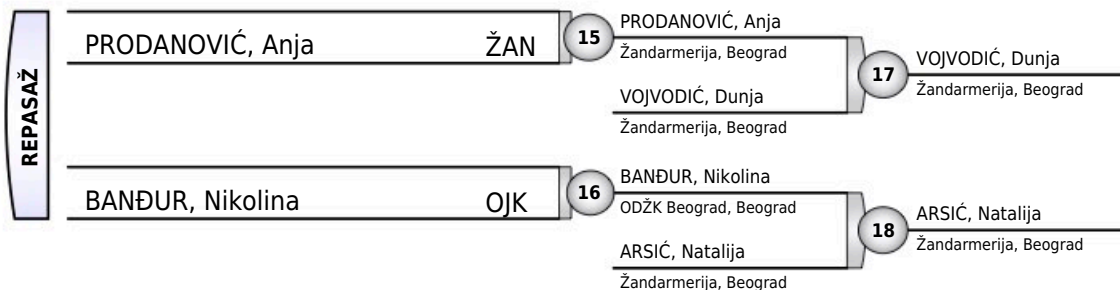 REPASAŽ
PRODANOVIĆ, Anja ŽAN
15
PRODANOVIĆ, Anja
Žandarmerija, Beograd
VOJVODIĆ, Dunja
Žandarmerija, Beograd
17
VOJVODIĆ, Dunja
Žandarmerija, Beograd
BANĐUR, Nikolina OJK
16
BANĐUR, Nikolina
ODŽK Beograd, Beograd
ARSIĆ, Natalija
Žandarmerija, Beograd
18
ARSIĆ, Natalija
Žandarmerija, Beograd